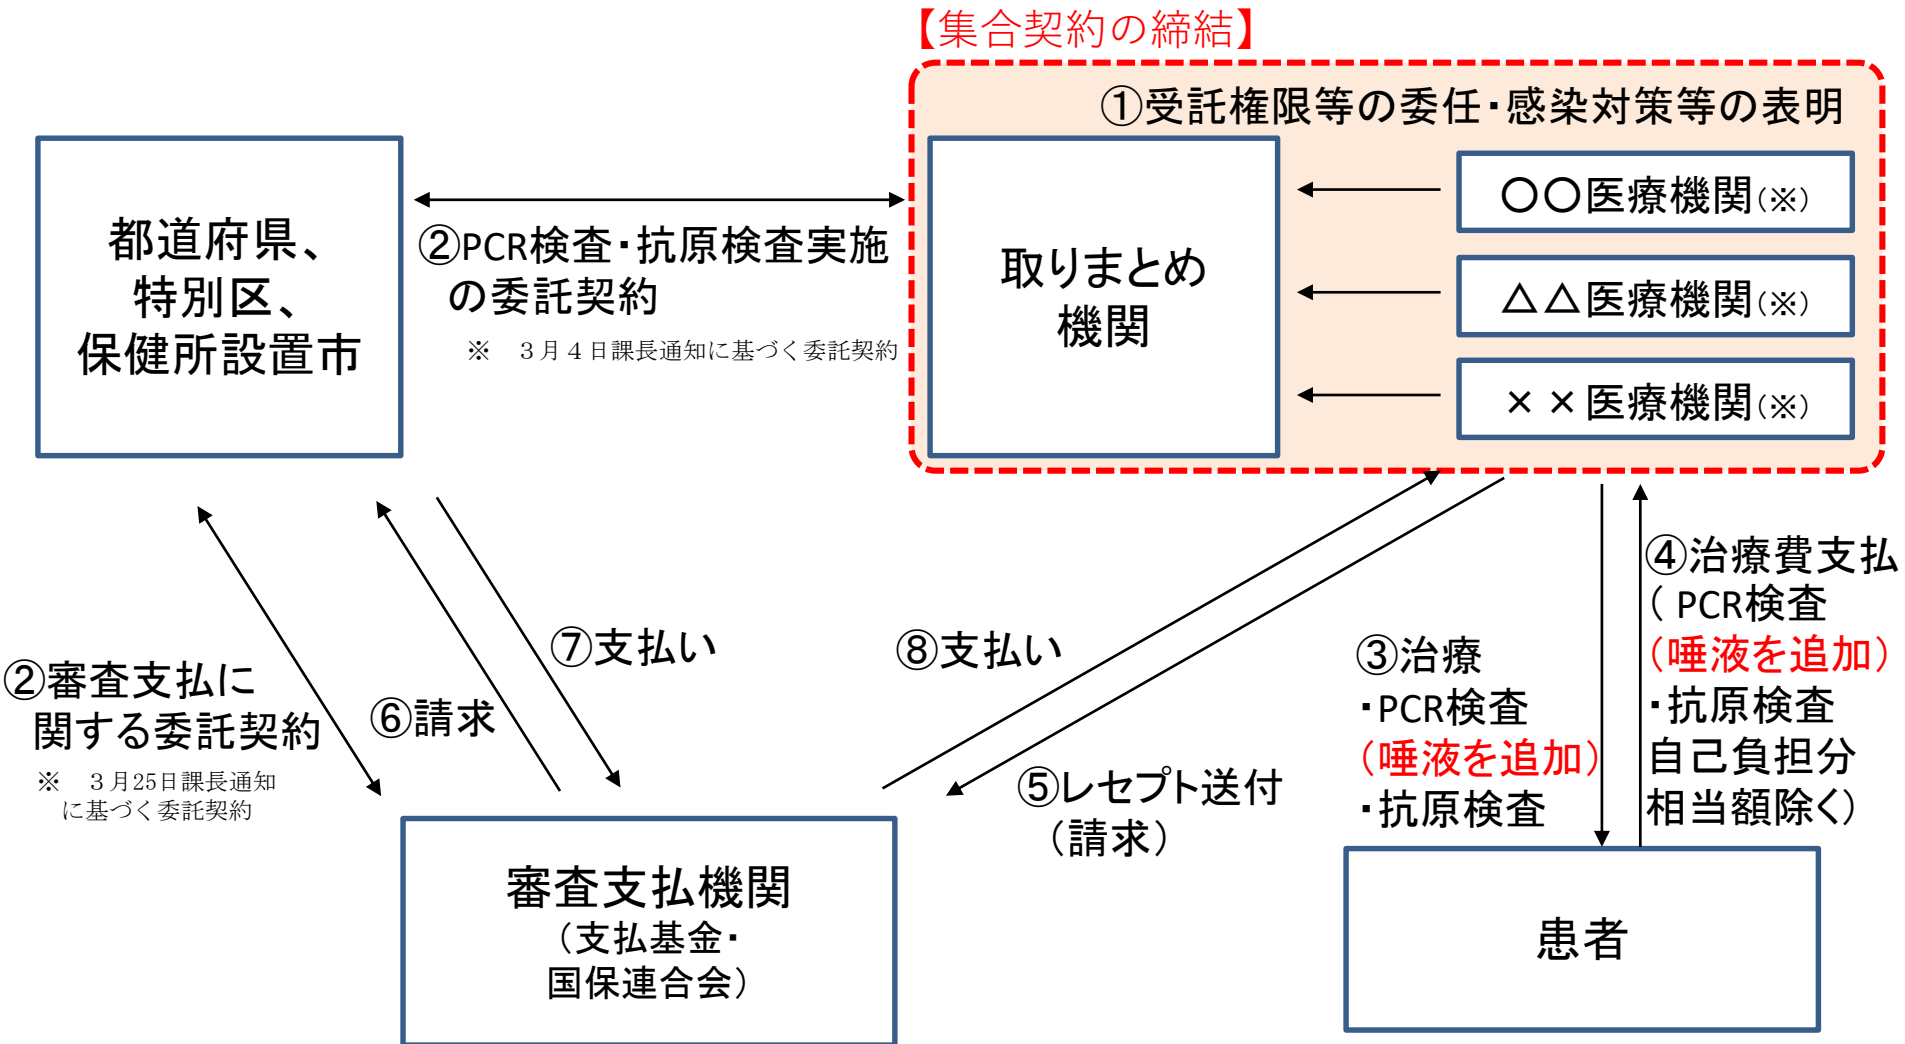 【集合契約の締結】
①受託権限等の委任・感染対策等の表明
都道府県、
特別区、
保健所設置市
②PCR検査・抗原検査実施
の委託契約
※　３月４日課長通知に基づく委託契約
取りまとめ
機関
〇〇医療機関(※)
△△医療機関(※)
××医療機関(※)
②審査支払に
関する委託契約
※　３月25日課長通知
に基づく委託契約
⑥請求
⑦支払い
⑧支払い
⑤レセプト送付
（請求）
③治療
・PCR検査
（唾液を追加）
・抗原検査
④治療費支払
（ PCR検査
（唾液を追加）
・抗原検査
自己負担分
相当額除く）
審査支払機関
（支払基金・
国保連合会）
患者